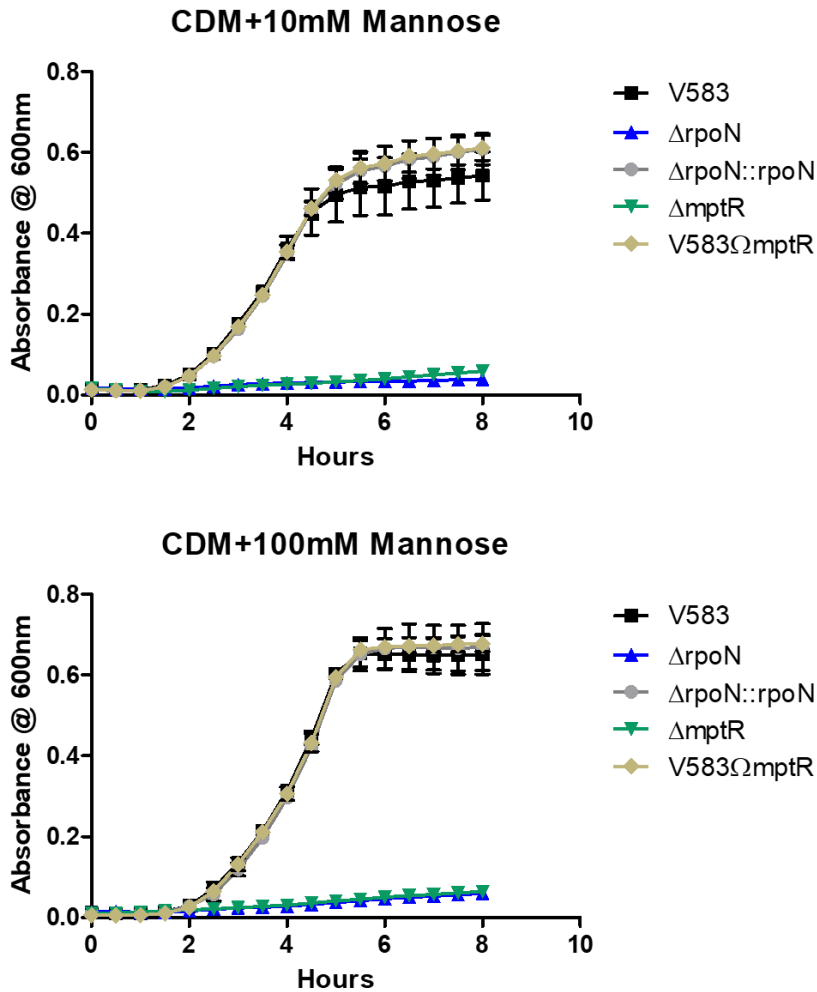 CDM+10mM Mannose
Absorbance @ 600nm
0.8
0.6
0.4
0.2
0.0
0 2 4 6 8 10
Hours
V583
ΔrpoN
ΔrpoN::rpoN
ΔmptR
V583ΩmptR
CDM+100mM Mannose
Absorbance @ 600nm
0.8
0.6
0.4
0.2
0.0
0 2 4 6 8 10
Hours
V583
ΔrpoN
ΔrpoN::rpoN
ΔmptR
V583ΩmptR